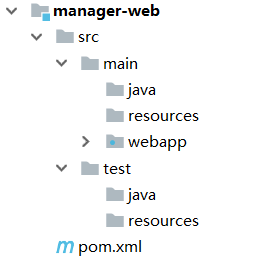 manager-web
src
main
java
resources
webapp
test
java
resources
pom.xml